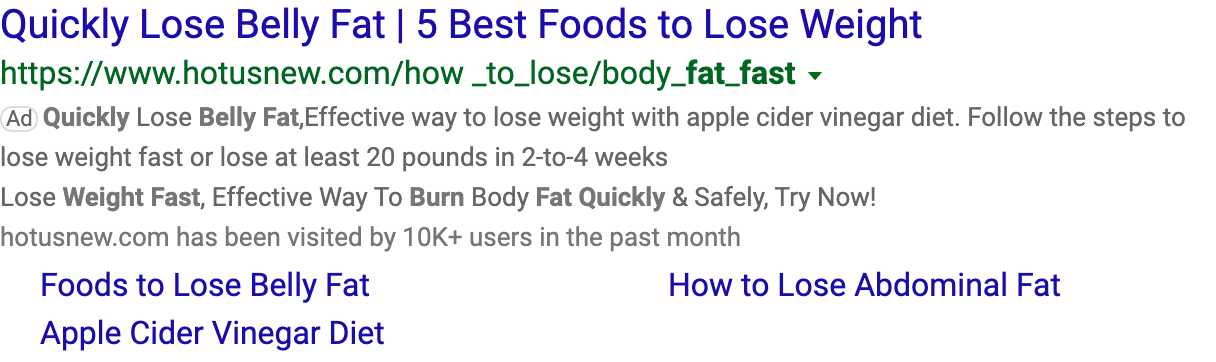 Quickly Lose Belly Fat | 5 Best Foods to Lose Weight
https://www.hotusnew.com/how _to_lose/body_fat_fast
Ad Quickly Lose Belly Fat,Effective way to lose weight with apple cider vinegar diet. Follow the steps to
lose weight fast or lose at least 20 pounds in 2-to-4 weeks
Lose Weight Fast, Effective Way To Burn Body Fat Quickly & Safely, Try Now!
hotusnew.com has been visited by 10K+ users in the past month
Foods to Lose Belly Fat
How to Lose Abdominal Fat
Apple Cider Vinegar Diet